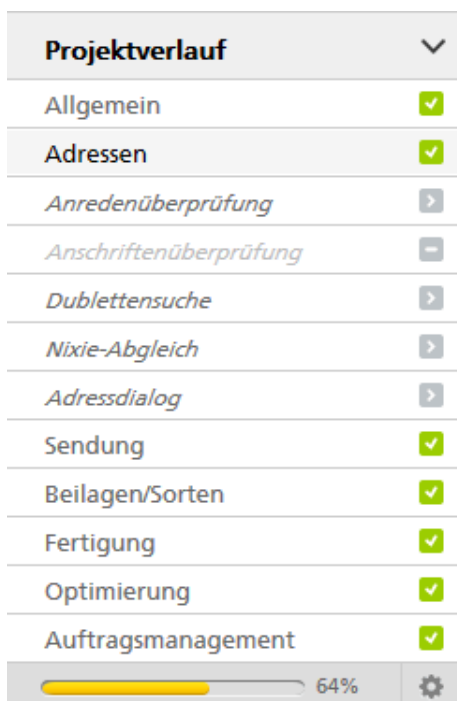 Projektverlauf
Allgemein
Adressen
Anredenüberprüfung
Anschriftenüberprüfung
Dublettensuche
Nixie-Abgleich
Adressdialog
Sendung
Beilagen/Sorten
Fertigung
Optimierung
Auftragsmanagement
64%